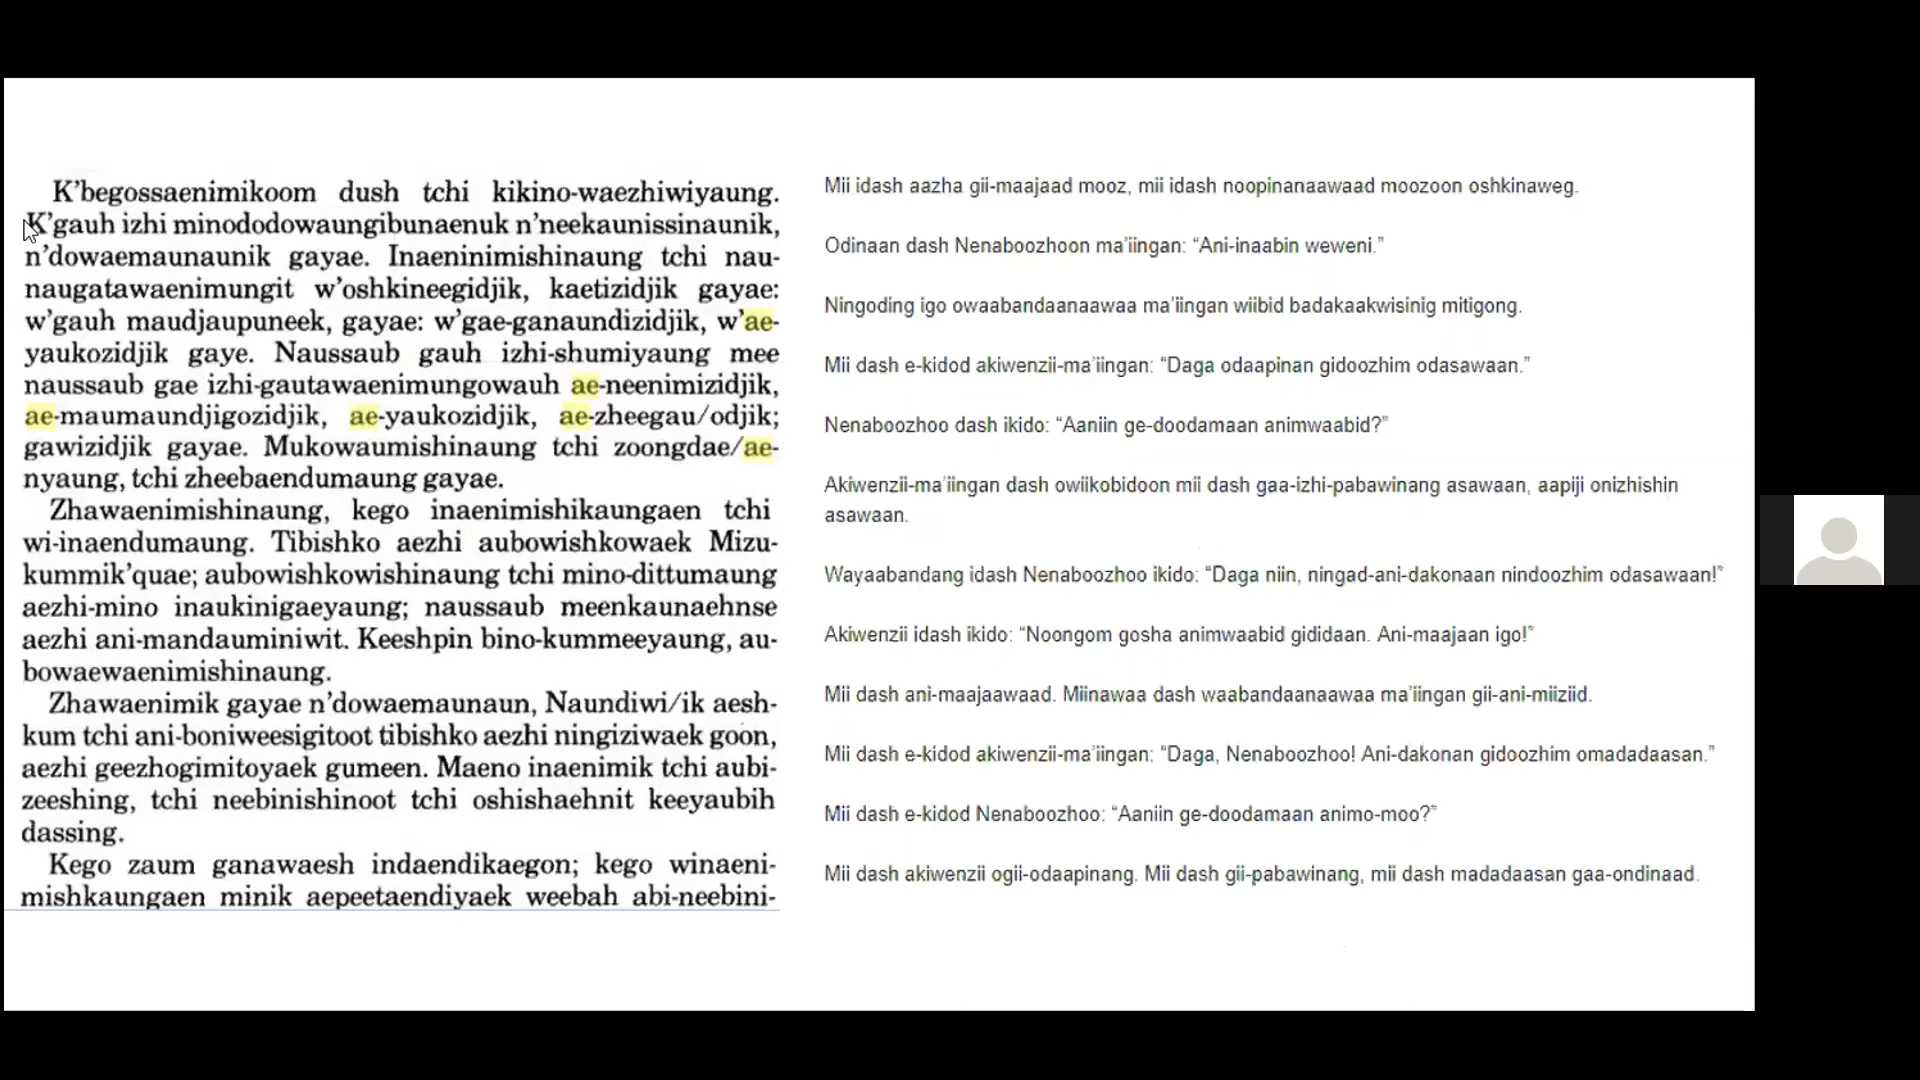 K’begossaenimikoom dush tchi kikino-waezhiwiyaung.
K’gauh izhi minododowaungibunaenuk n’neekaunissinaunik,
n’dowaemaunaunik gayae. Inaeninimishinaung tchi nau-
naugatawaenimungit w’oshkineegidjik, kaetizidjik gayae:
w’gauh maudjaupuneek, gayae: w’gae-ganaundizidjik, w’ae-
yaukozidjik gaye. Naussaub gauh izhi-shumiyaung mee
naussaub gae izhi-gautawaenimungowauh ae-neenimizidjik,
ae-maumaundjigozidjik, ae-yaukozidjik, ae-zheegau/odjik;
gawizidjik gayae. Mukowaumishinaung tchi zoongdae/ae-
nyaung, tchi zheebaendumaung gayae.
Zhawaenimishinaung, kego inaenimishikaungaen tchi
wi-inaendumaung. Tibishko aezhi aubowishkowaek Mizu-
kummik’quae; aubowishkowishinaung tchi mino-dittumaung
aezhi-mino inaukinigaeyaung; naussaub meenkaunaehnse
aezhi ani-mandauminiwit. Keeshpin bino-kummeeyaung, au-
bowaewaenimishinaung.
Zhawaenimik gayae n’dowaemaunaun, Naundiwi/ik aesh-
kum tchi ani-boniweesigitoot tibishko aezhi ningiziwaek goon,
aezhi geezhogimitoyaek gumeen. Maeno inaenimik tchi aubi-
zeeshing, tchi neebinishinoot tchi oshishaehnit keeyaubih
dassing.
Kego zaum ganawaesh indaendikaegon; kego winaeni-
mishkaungaen minik aepeetaendiyaek weebah abi-neebini-
Mii idash aazha gii-maajaad mooz, mii idash noopinanaawaad moozoon oshkinaweg.
Odinaan dash Nenaboozhoon ma’iingan: “Ani-inaabin weweni.”
Ningoding igo owaabandaanaawaa ma’iingan wiibid badakaakwisinig mitigong.
Mii dash e-kidod akiwenzii-ma’iingan: “Daga odaapinan gidoozhim odasawaan.”
Nenaboozhoo dash ikido: “Aaniin ge-doodamaan animwaabid?”
Akiwenzii-ma’iingan dash owiikobidoon mii dash gaa-izhi-pabawinang asawaan, aapiji onizhishin
asawaan.
Wayaabandang idash Nenaboozhoo ikido: “Daga niin, ningad-ani-dakonaan nindoozhim odasawaan!”
Akiwenzii idash ikido: “Noongom gosha animwaabid gididaan. Ani-maajaan igo!”
Mii dash ani-maajaawaad. Miinawaa dash waabandaanaawaa ma’iingan gii-ani-miiziid.
Mii dash e-kidod akiwenzii-ma’iingan: “Daga, Nenaboozhoo! Ani-dakonan gidoozhim omadadaasan.”
Mii dash e-kidod Nenaboozhoo: “Aaniin ge-doodamaan animo-moo?”
Mii dash akiwenzii ogii-odaapinang. Mii dash gii-pabawinang, mii dash madadaasan gaa-ondinaad.